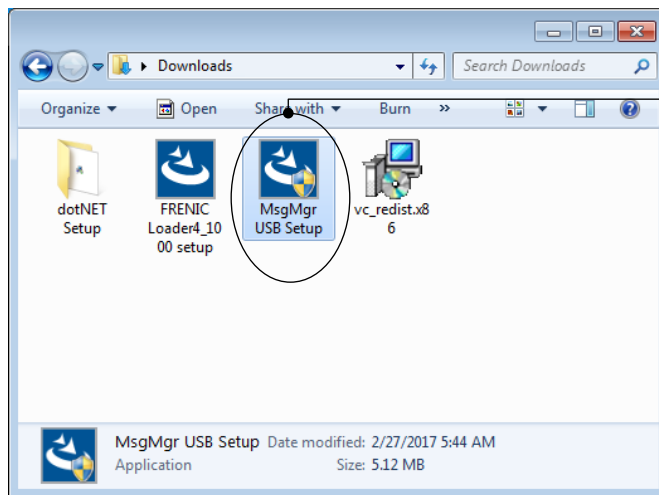 Downloads
Search Downloads
Organize
Open
Share with
Burn
»
dotNET
Setup
FRENIC
Loader4_10
00 setup
MsgMgr
USB Setup
vc_redist.x8
6
MsgMgr USB Setup Date modified: 2/27/2017 5:44 AM
Application Size: 5.12 MB